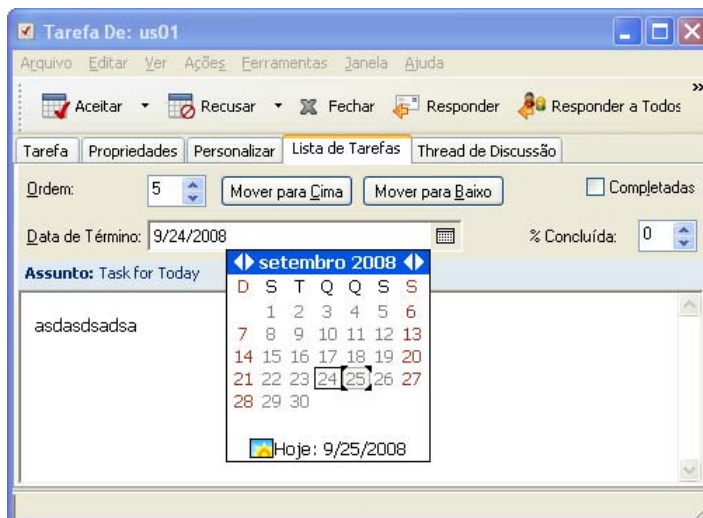 Tarefa De: us01
Arquivo Editar Ver Ações Ferramentas Janela Ajuda
Aceitar Recusar Fechar Responder Responder a Todos »
Tarefa Propriedades Personalizar Lista de Tarefas Thread de Discussão
Ordem: 5 Mover para Cima Mover para Baixo Completadas
Data de Término: 9/24/2008 % Concluída: 0
Assunto: Task for Today
asdasdsadsa
setembro 2008
D S T Q Q S S
1 2 3 4 5 6
7 8 9 10 11 12 13
14 15 16 17 18 19 20
21 22 23 24 25 26 27
28 29 30
Hoje: 9/25/2008